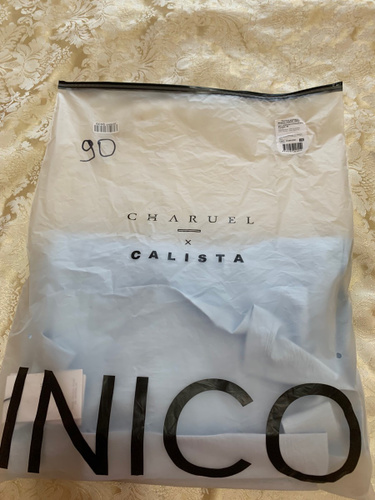 90
CHARUEL
x
CALISTA
INICO